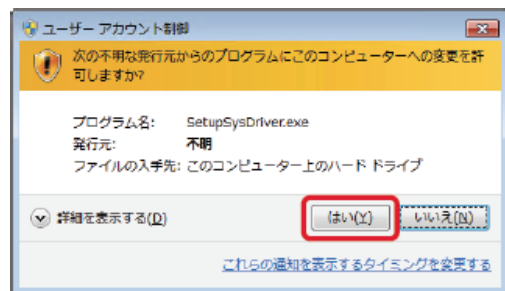 ユーザー アカウント制御
次の不明な発行元からのプログラムにこのコンピューターへの変更を許
可しますか?
プログラム名: SetupSysDriver.exe
発行元: 不明
ファイルの入手先: このコンピューター上のハード ドライブ
詳細を表示する(D)
はい(Y)
いいえ(N)
これらの通知を表示するタイミングを変更する